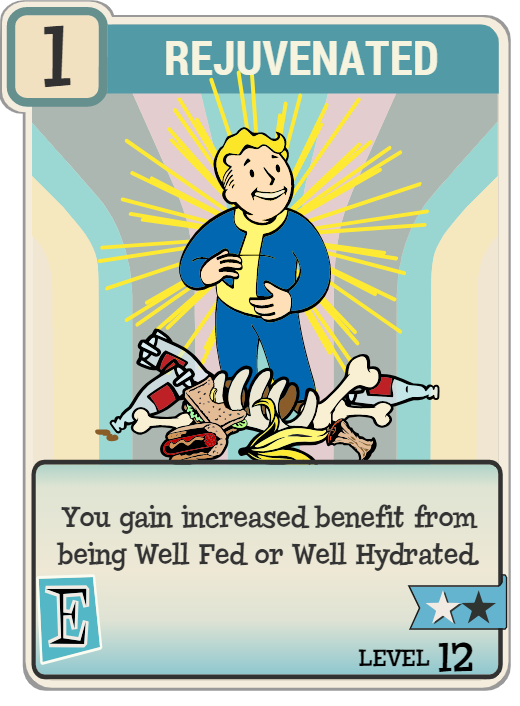 1
REJUVENATED
You gain increased benefit from
being Well Fed or Well Hydrated.
E
LEVEL 12